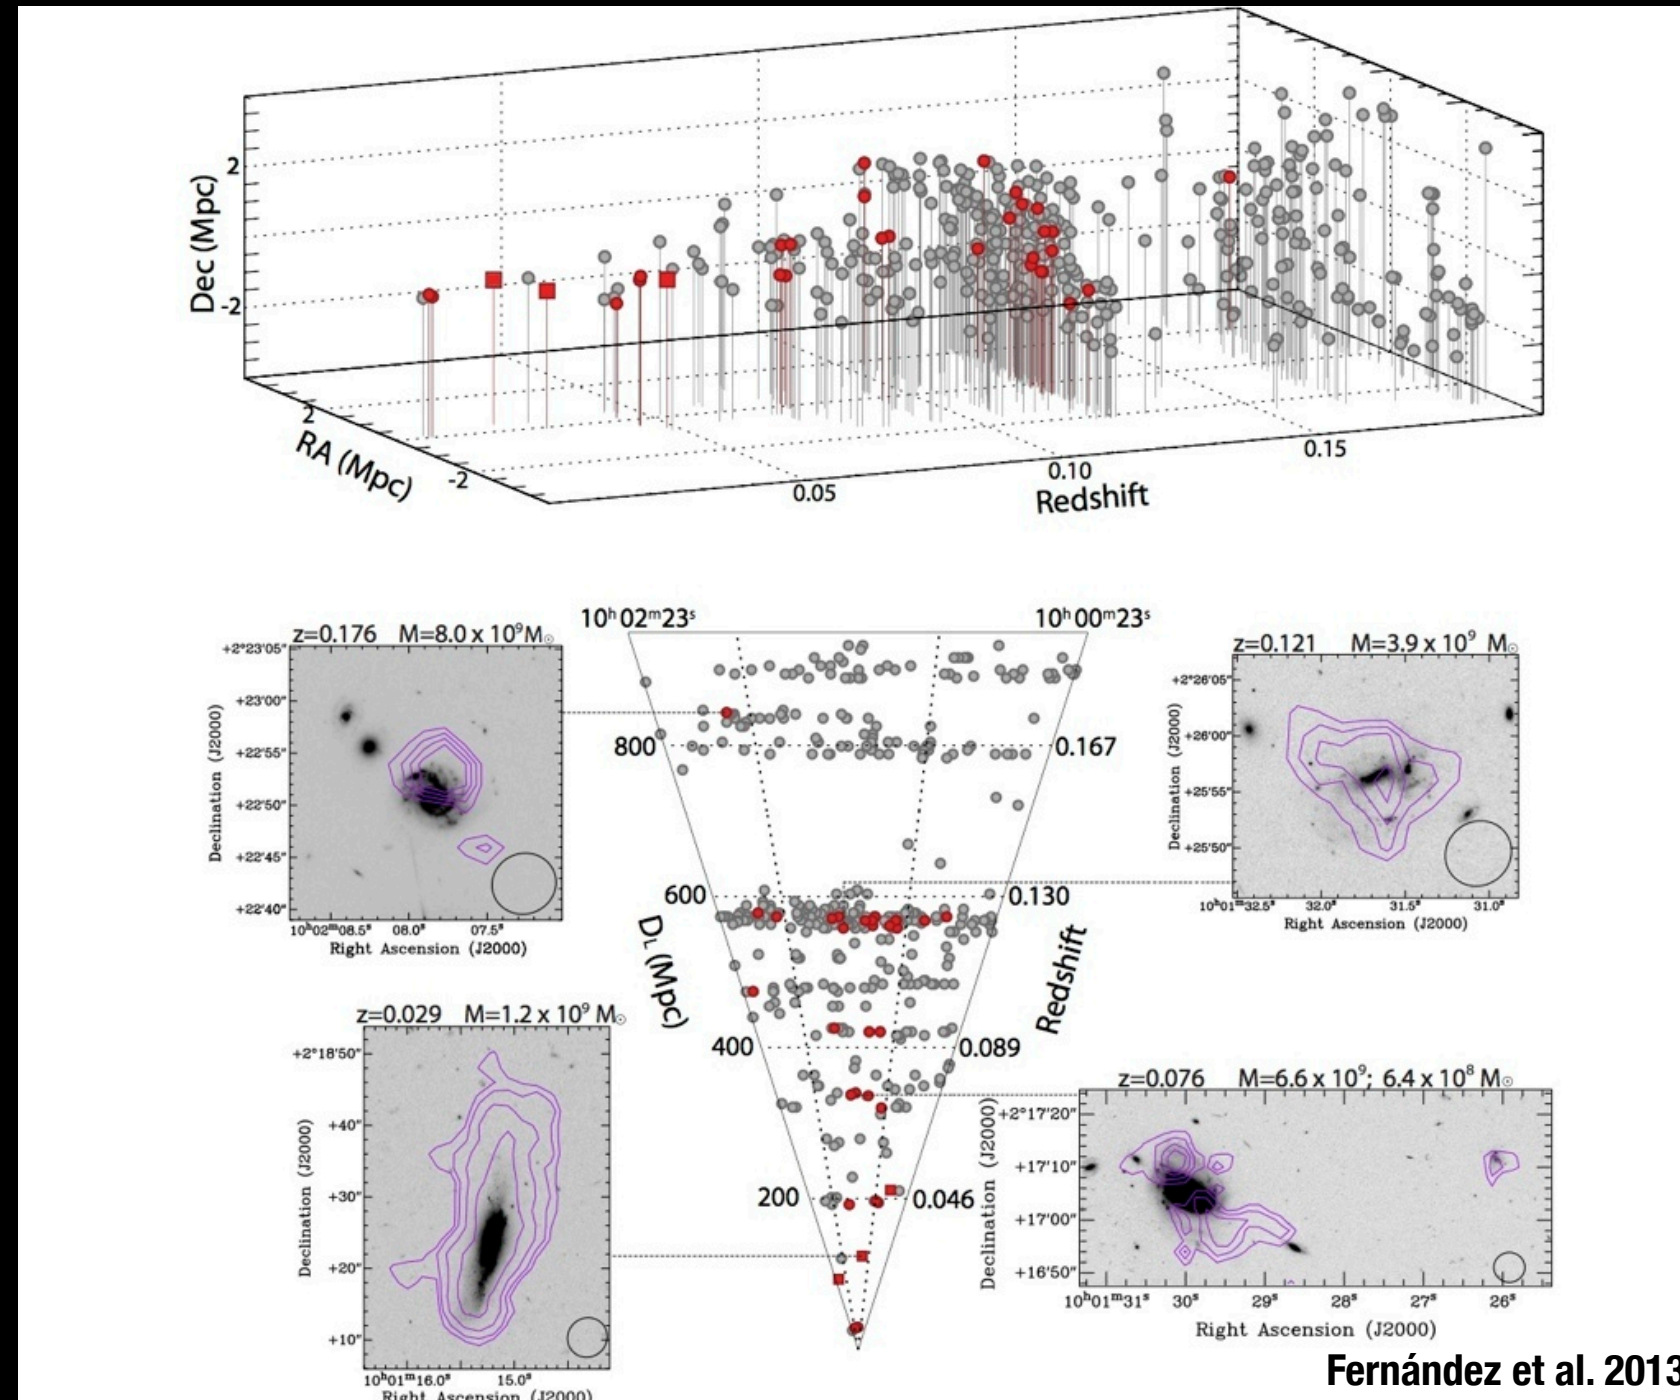 2
-2
Dec (Mpc)
2
-2
RA (Mpc)
0.05
0.10
0.15
Redshift
10ʰ02ᵐ23ˢ
10ʰ00ᵐ23ˢ
800
0.167
600
0.130
400
0.089
200
0.046
D_L (Mpc)
Redshift
z=0.176 M=8.0 x 10⁹M☉
+2°23'05"
+23'00"
+22'55"
+22'50"
+22'45"
+22'40"
Declination (J2000)
10ʰ02ᵐ08.5ˢ 08.0ˢ 07.5ˢ
Right Ascension (J2000)
z=0.121 M=3.9 x 10⁹ M☉
+2°26'05"
+26'00"
+25'55"
+25'50"
Declination (J2000)
10ʰ01ᵐ32.5ˢ 32.0ˢ 31.5ˢ 31.0ˢ
Right Ascension (J2000)
z=0.029 M=1.2 x 10⁹ M☉
+2°18'50"
+40"
+30"
+20"
+10"
Declination (J2000)
10ʰ01ᵐ16.0ˢ 15.0ˢ
Right Ascension (J2000)
z=0.076 M=6.6 x 10⁹; 6.4 x 10⁸ M☉
+2°17'20"
+17'10"
+17'00"
+16'50"
Declination (J2000)
10ʰ01ᵐ31ˢ 30ˢ 29ˢ 28ˢ 27ˢ 26ˢ
Right Ascension (J2000)
Fernández et al. 2013